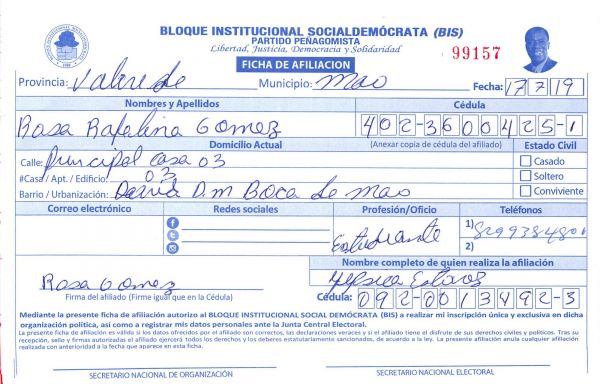 BLOQUE INSTITUCIONAL SOCIALDEMÓCRATA (BIS)
PARTIDO PEÑAGOMISTA
Libertad, Justicia, Democracia y Solidaridad
99157
FICHA DE AFILIACION
Provincia: Valverde Municipio: Mao Fecha: 17 7 19
Nombres y Apellidos Cédula
Rosa Rafelina Gomez 402-3600425-1
Domicilio Actual (Anexar copia de cédula del afiliado) Estado Civil
Calle: Principal casa 03 Casado
#Casa / Apt. / Edificio: 03 Soltero
Barrio / Urbanización: D.M Boca de Mao Conviviente
Correo electrónico Redes sociales Profesión/Oficio Teléfonos
Estudiante 1) 829938480
2)
Nombre completo de quien realiza la afiliación
Rosa Gomez
Firma del afiliado (Firme igual que en la Cédula) Cédula: 092-0013492-3
Mediante la presente ficha de afiliación autorizo al BLOQUE INSTITUCIONAL SOCIAL DEMÓCRATA (BIS) a realizar mi inscripción única y exclusiva en dicha
organización política, así como a registrar mis datos personales ante la Junta Central Electoral.
La presente ficha de afiliación es válida si los datos ofrecidos por el afiliado son correctos, las declaraciones veraces y si el afiliado tiene el disfrute de sus derechos civiles y políticos. Tras su
recepción, sello y firmas autorizadas el afiliado ejercerá todos los derechos y los deberes estatutariamente sancionados, de acuerdo a la ley. La presente afiliación anula cualquier afiliación
realizada con anterioridad a la fecha que aparece en esta ficha.
SECRETARIO NACIONAL DE ORGANIZACIÓN SECRETARIO NACIONAL ELECTORAL